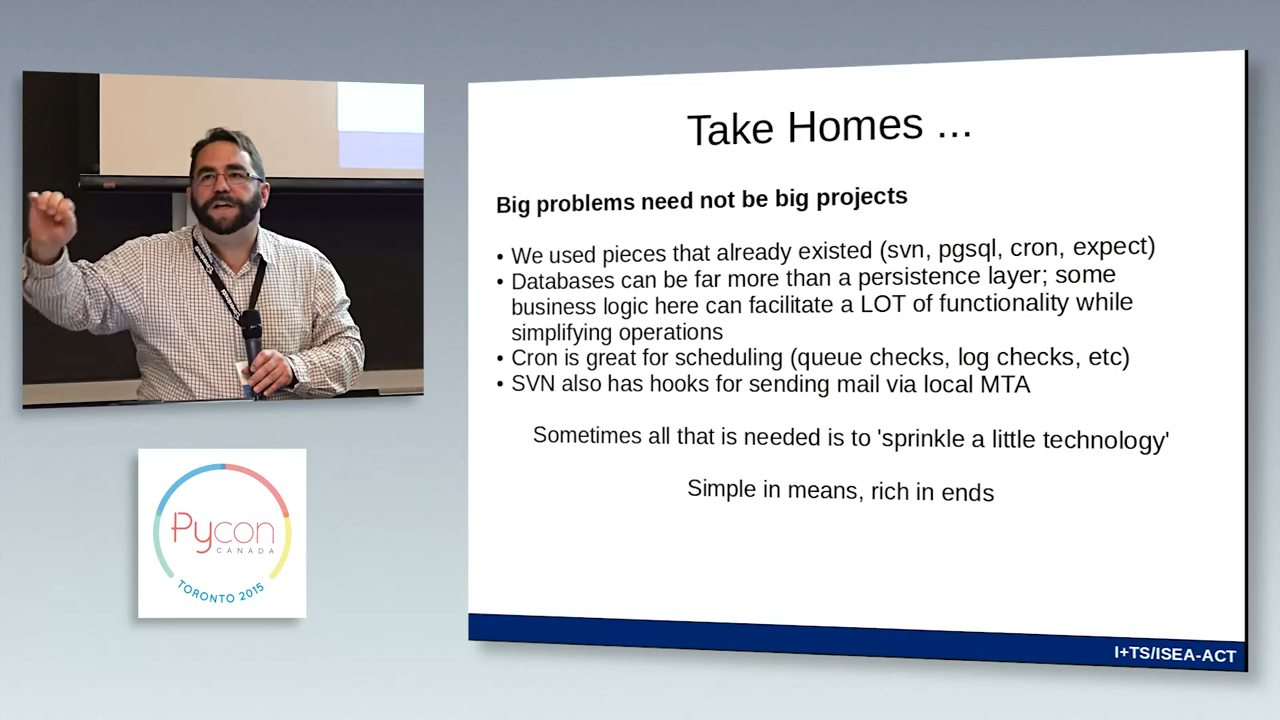 Take Homes ...
Big problems need not be big projects
• We used pieces that already existed (svn, pgsql, cron, expect)
• Databases can be far more than a persistence layer; some
business logic here can facilitate a LOT of functionality while
simplifying operations
• Cron is great for scheduling (queue checks, log checks, etc)
• SVN also has hooks for sending mail via local MTA
Sometimes all that is needed is to 'sprinkle a little technology'
Simple in means, rich in ends
I+TS/ISEA-ACT
Pycon
CANADA
TORONTO 2015